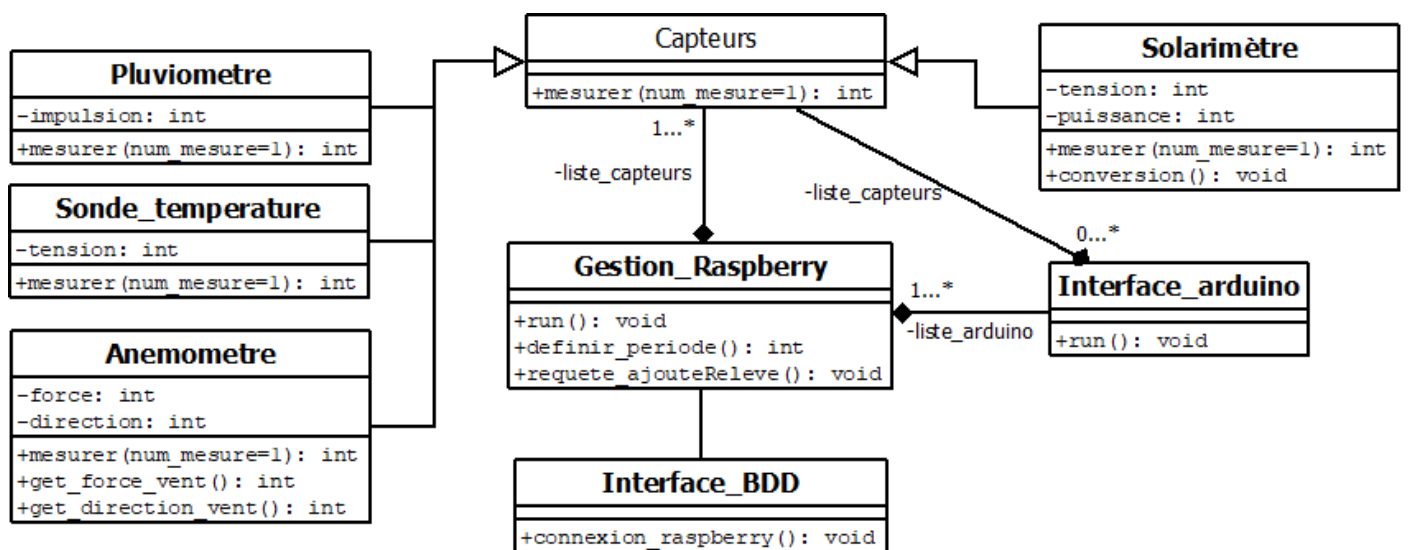 Pluviometre
-impulsion: int
+mesurer(num_mesure=1): int
Sonde_temperature
-tension: int
+mesurer(num_mesure=1): int
Anemometre
-force: int
-direction: int
+mesurer(num_mesure=1): int
+get_force_vent(): int
+get_direction_vent(): int
Capteurs
+mesurer(num_mesure=1): int
1...*
-liste_capteurs
-liste_capteurs
0...*
Solarimètre
-tension: int
-puissance: int
+mesurer(num_mesure=1): int
+conversion(): void
Gestion_Raspberry
+run(): void
+definir_periode(): int
+requete_ajouteReleve(): void
1...*
-liste_arduino
Interface_arduino
+run(): void
Interface_BDD
+connexion_raspberry(): void